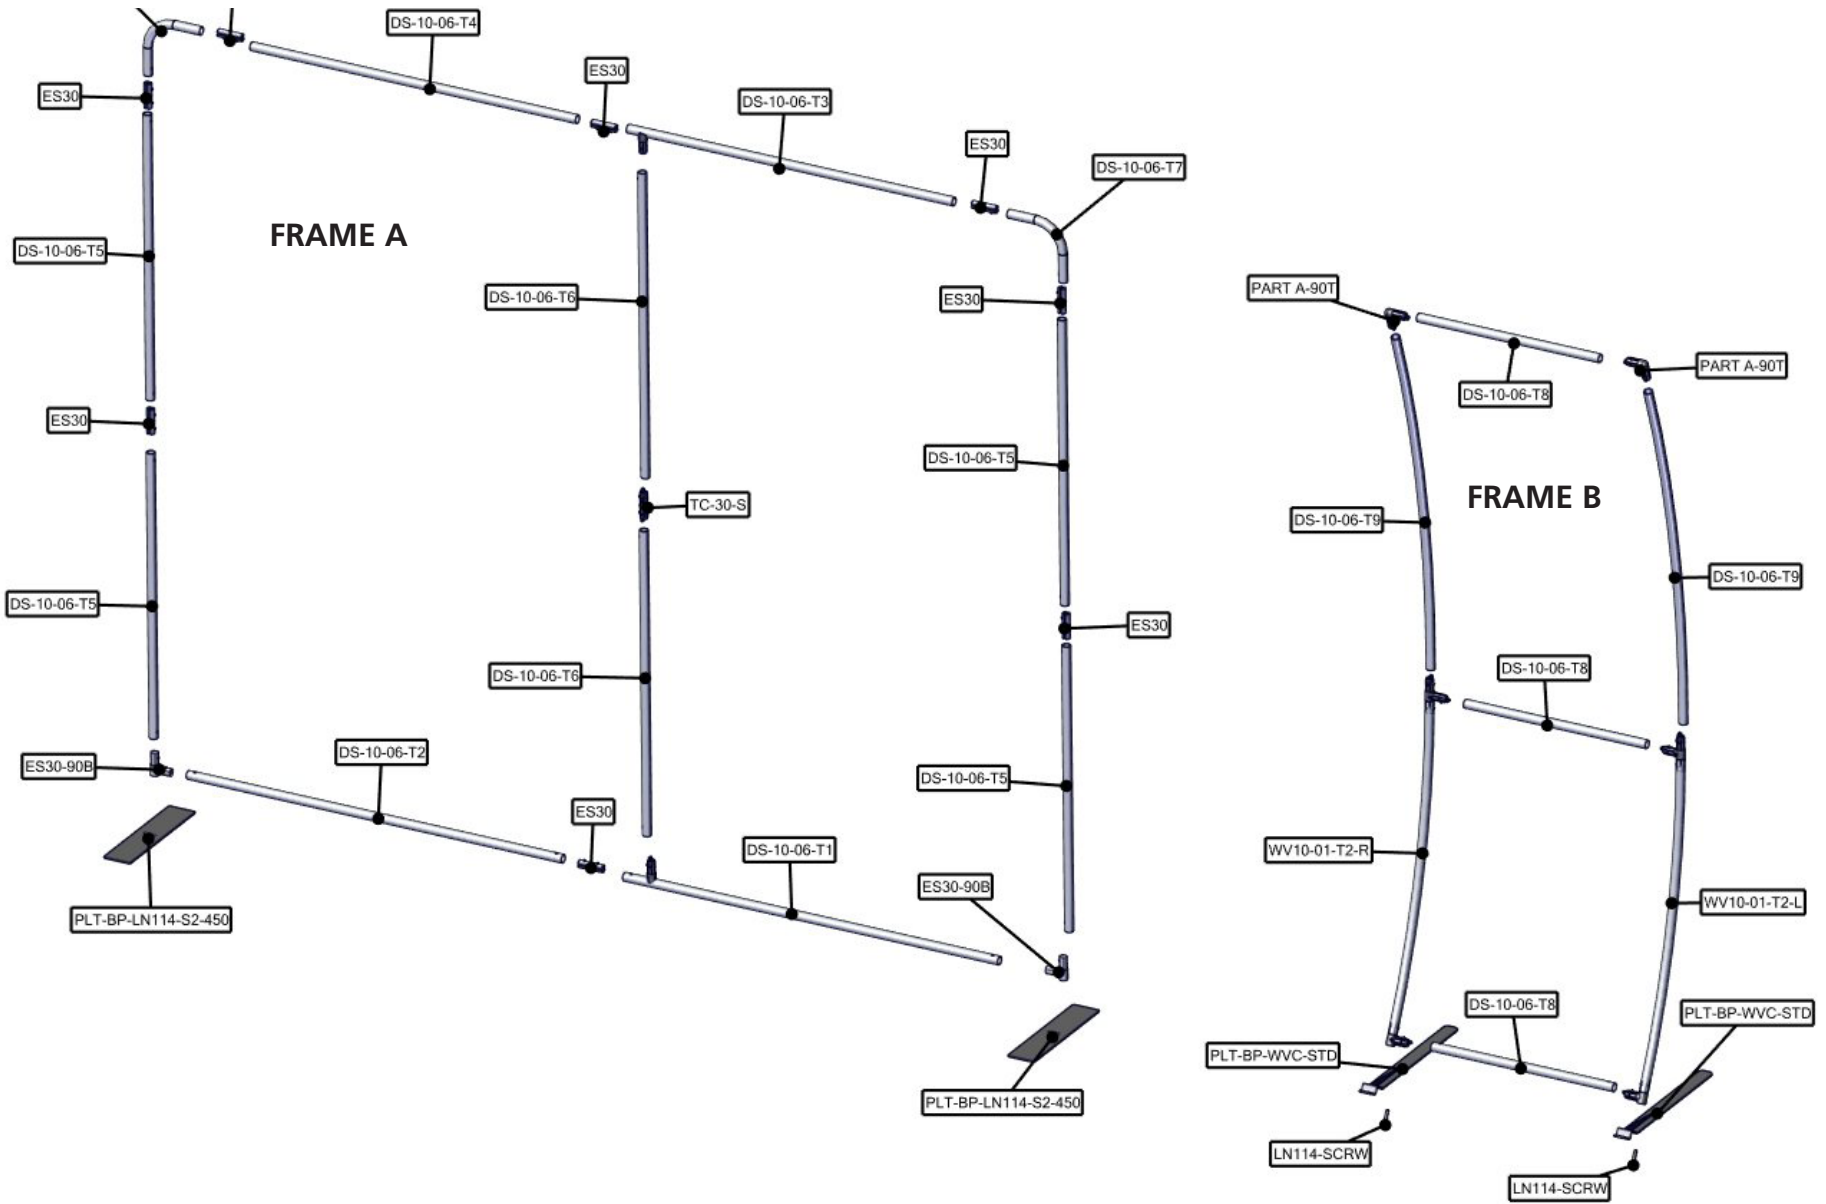 DS-10-06-T4
ES30
ES30
DS-10-06-T3
ES30
DS-10-06-T7
FRAME A
DS-10-06-T5
DS-10-06-T6
ES30
ES30
DS-10-06-T5
TC-30-S
DS-10-06-T5
ES30
DS-10-06-T6
ES30-90B
DS-10-06-T2
DS-10-06-T5
ES30
DS-10-06-T1
ES30-90B
PLT-BP-LN114-S2-450
PLT-BP-LN114-S2-450
PART A-90T
PART A-90T
DS-10-06-T8
FRAME B
DS-10-06-T9
DS-10-06-T9
DS-10-06-T8
WV10-01-T2-R
WV10-01-T2-L
DS-10-06-T8
PLT-BP-WVC-STD
PLT-BP-WVC-STD
LN114-SCRW
LN114-SCRW